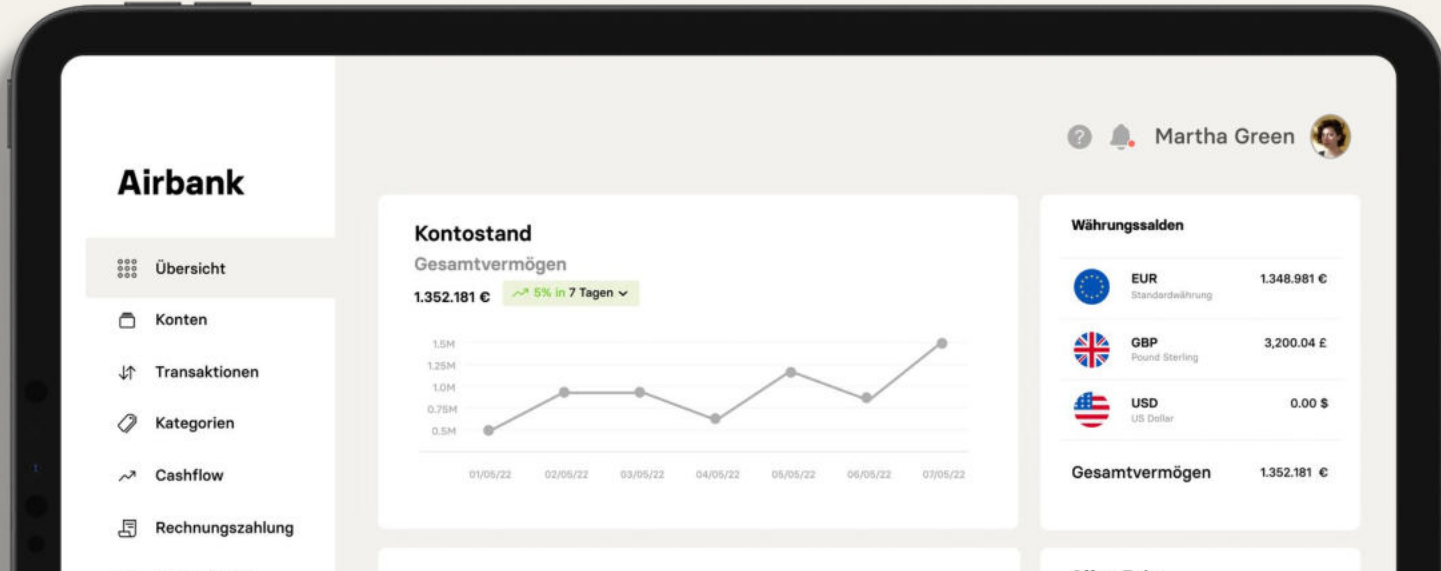 Airbank
Übersicht
Konten
Transaktionen
Kategorien
Cashflow
Rechnungszahlung
Martha Green
Kontostand
Gesamtvermögen
1.352.181 € 5% in 7 Tagen
1.5M
1.25M
1.0M
0.75M
0.5M
01/05/22 02/05/22 03/05/22 04/05/22 05/05/22 06/05/22 07/05/22
Währungssalden
EUR 1.348.981 €
Standardwährung
GBP 3,200.04 £
Pound Sterling
USD 0.00 $
US Dollar
Gesamtvermögen 1.352.181 €